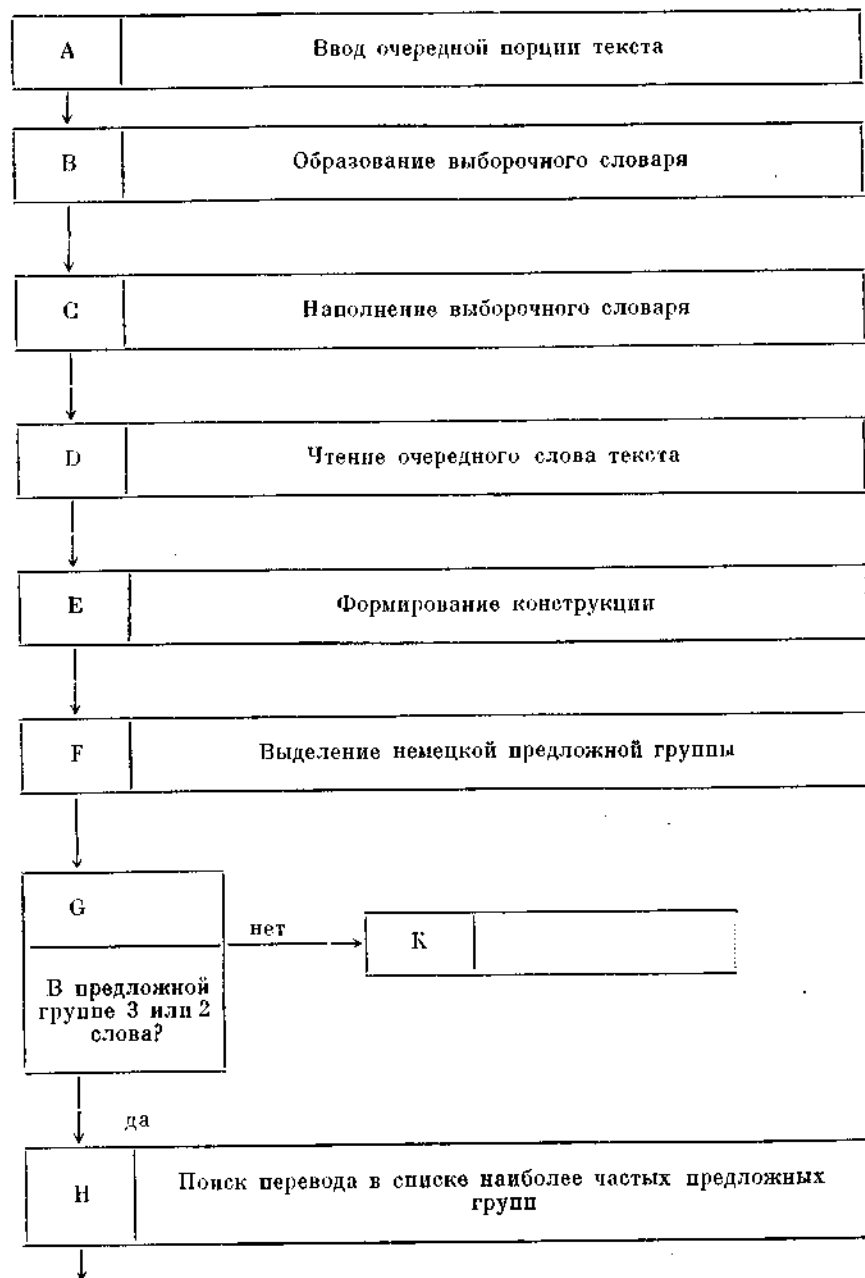 A Ввод очередной порции текста
B Образование выборочного словаря
C Наполнение выборочного словаря
D Чтение очередного слова текста
E Формирование конструкции
F Выделение немецкой предложной группы
G
нет
K
В предложной
группе 3 или 2
слова?
да
H Поиск перевода в списке наиболее частых предложных
групп